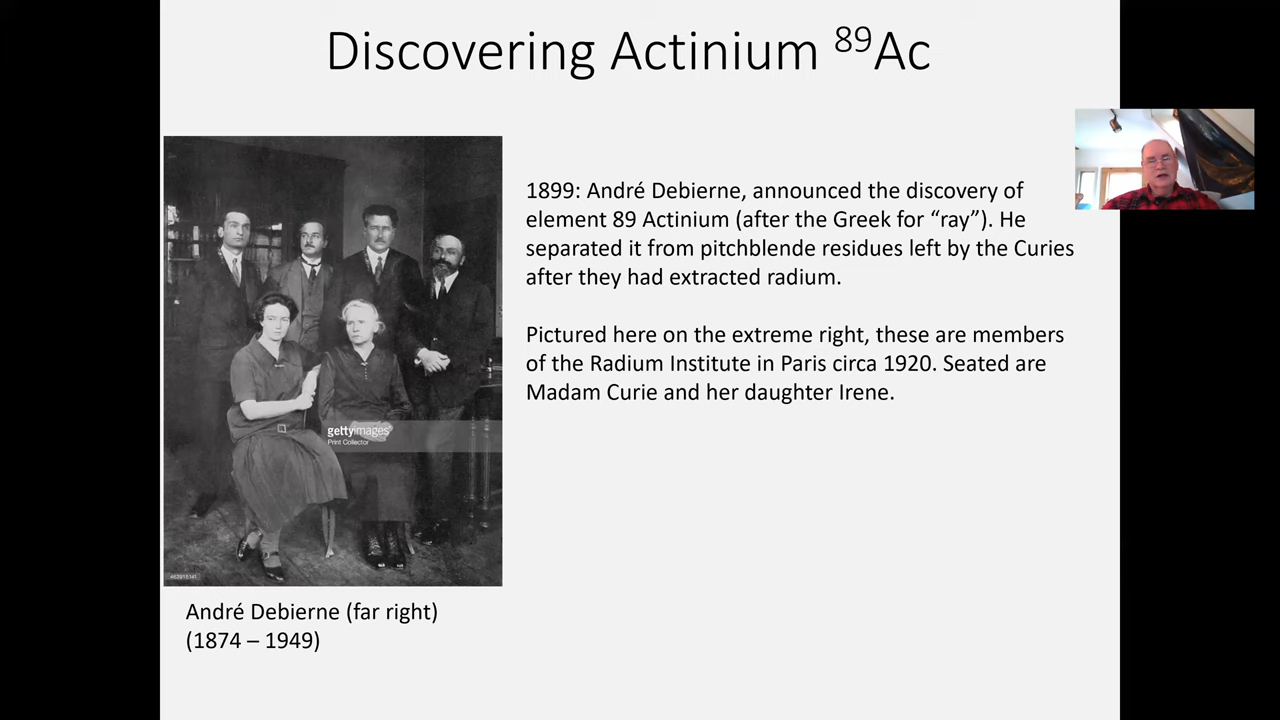 Discovering Actinium ⁸⁹Ac
1899: André Debierne, announced the discovery of
element 89 Actinium (after the Greek for “ray”). He
separated it from pitchblende residues left by the Curies
after they had extracted radium.
Pictured here on the extreme right, these are members
of the Radium Institute in Paris circa 1920. Seated are
Madam Curie and her daughter Irene.
gettyimages
Print Collector
463915141
André Debierne (far right)
(1874 – 1949)